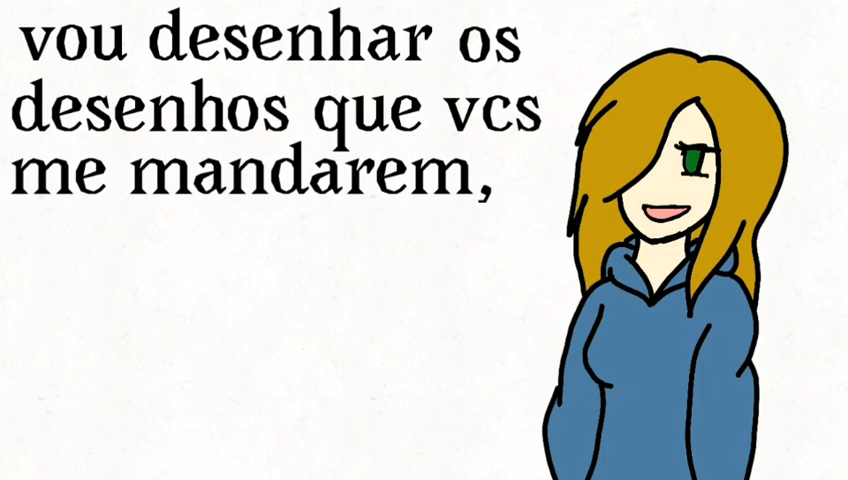 vou desenhar os
desenhos que vcs
me mandarem,